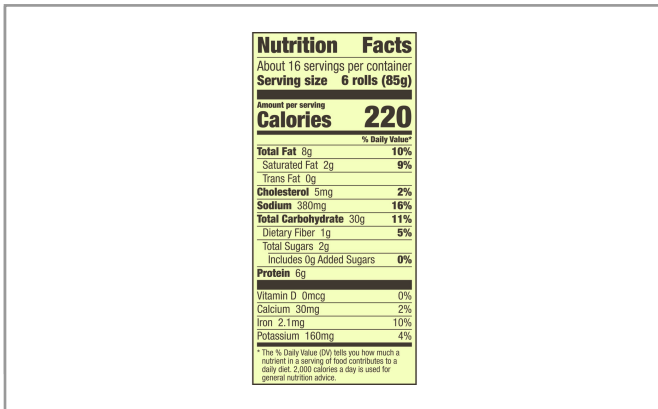 Nutrition Facts
About 16 servings per container
Serving size 6 rolls (85g)
Amount per serving
Calories 220
% Daily Value*
Total Fat 8g 10%
Saturated Fat 2g 9%
Trans Fat 0g
Cholesterol 5mg 2%
Sodium 380mg 16%
Total Carbohydrate 30g 11%
Dietary Fiber 1g 5%
Total Sugars 2g
Includes 0g Added Sugars 0%
Protein 6g
Vitamin D 0mcg 0%
Calcium 30mg 2%
Iron 2.1mg 10%
Potassium 160mg 4%
* The % Daily Value (DV) tells you how much a
nutrient in a serving of food contributes to a
daily diet. 2,000 calories a day is used for
general nutrition advice.